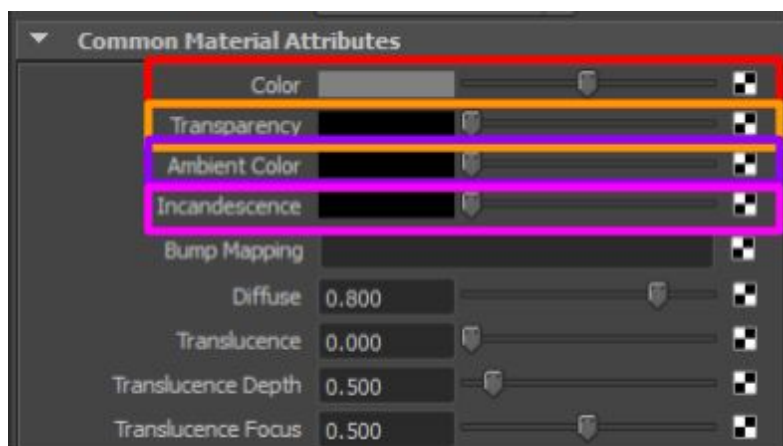 Common Material Attributes
Color
Transparency
Ambient Color
Incandescence
Bump Mapping
Diffuse 0.800
Translucence 0.000
Translucence Depth 0.500
Translucence Focus 0.500